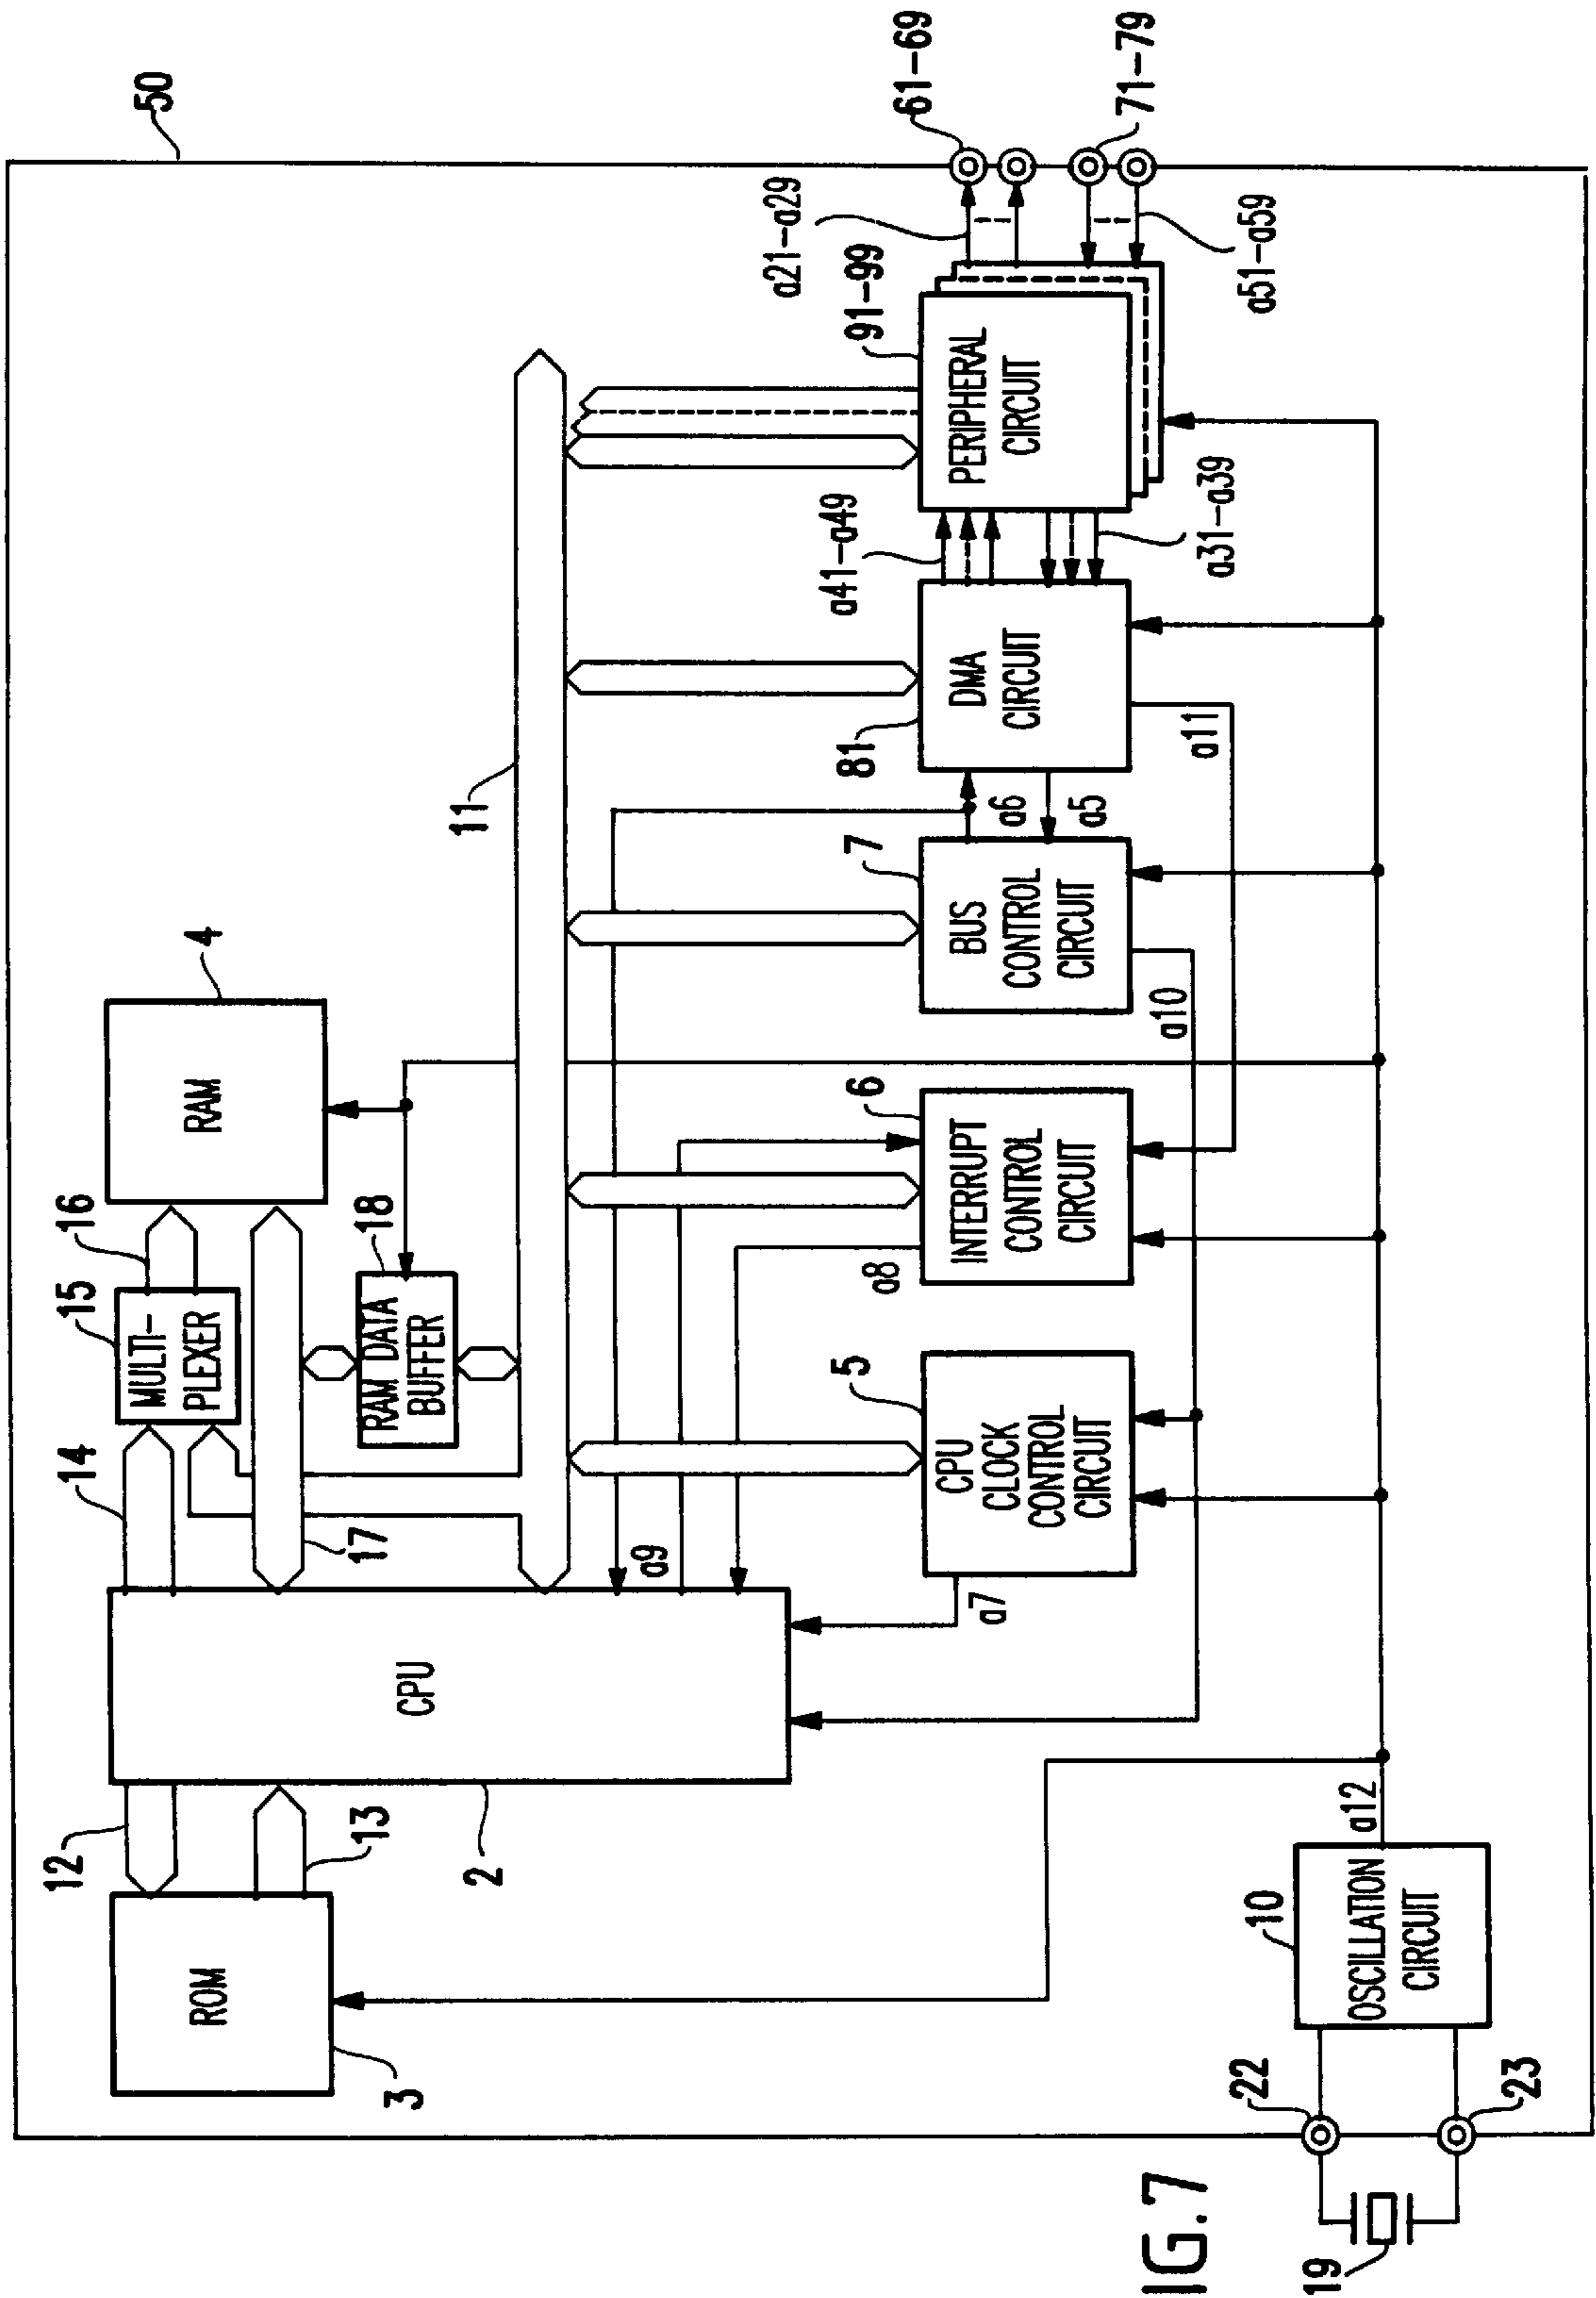 50
4
RAM
16
15
MULTI-
PLEXER
14
18
RAM DATA
BUFFER
17
12
13
CPU
2
ROM
3
11
61-69
71-79
a21-a29
a51-a59
91-99
PERIPHERAL
CIRCUIT
a41-a49
a31-a39
81
DMA
CIRCUIT
a11
a6
a5
7
BUS
CONTROL
CIRCUIT
a10
6
INTERRUPT
CONTROL
CIRCUIT
a8
5
CPU
CLOCK
CONTROL
CIRCUIT
a9
a7
a12
10
OSCILLATION
CIRCUIT
22
23
19
IG.7